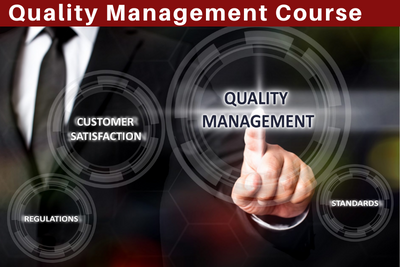 Quality Management Course
QUALITY
MANAGEMENT
CUSTOMER
SATISFACTION
REGULATIONS
STANDARDS